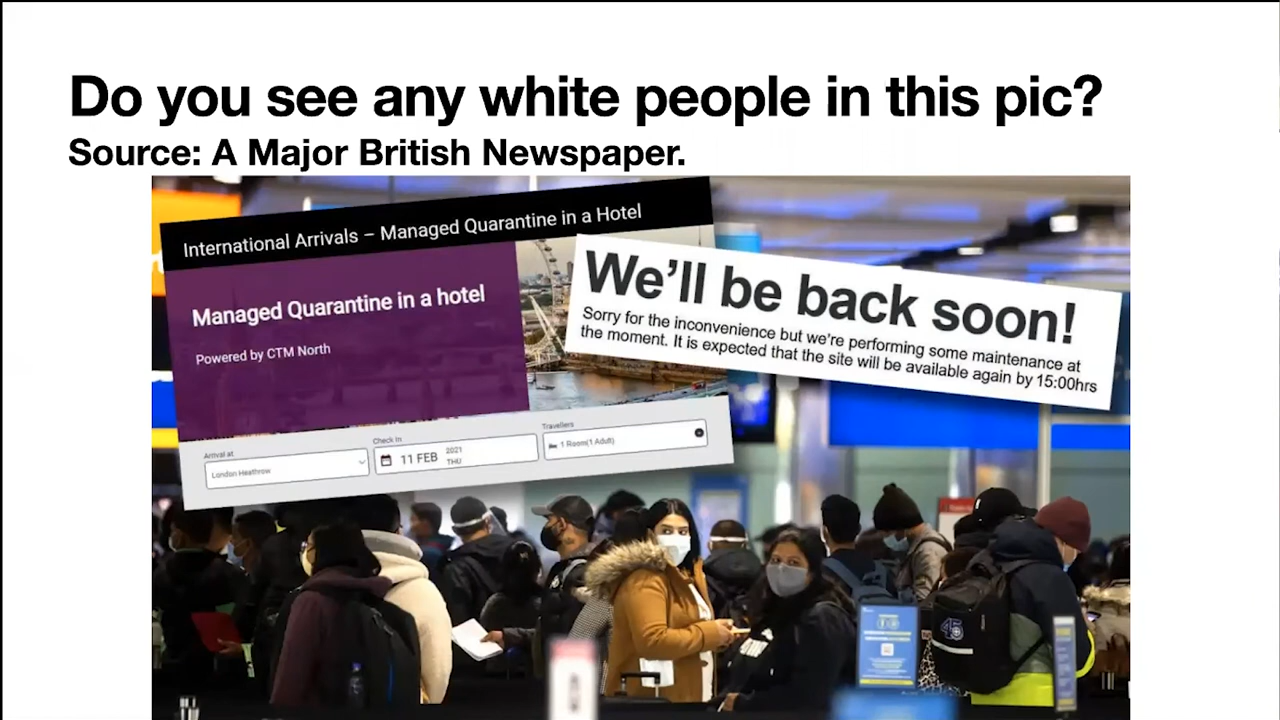 Do you see any white people in this pic?
Source: A Major British Newspaper.
International Arrivals – Managed Quarantine in a Hotel
Managed Quarantine in a hotel
Powered by CTM North
We'll be back soon!
Sorry for the inconvenience but we're performing some maintenance at
the moment. It is expected that the site will be available again by 15:00hrs
Arrival at
London Heathrow
Check In
11 FEB
2021
THU
Travellers
1 Room(1 Adult)
45